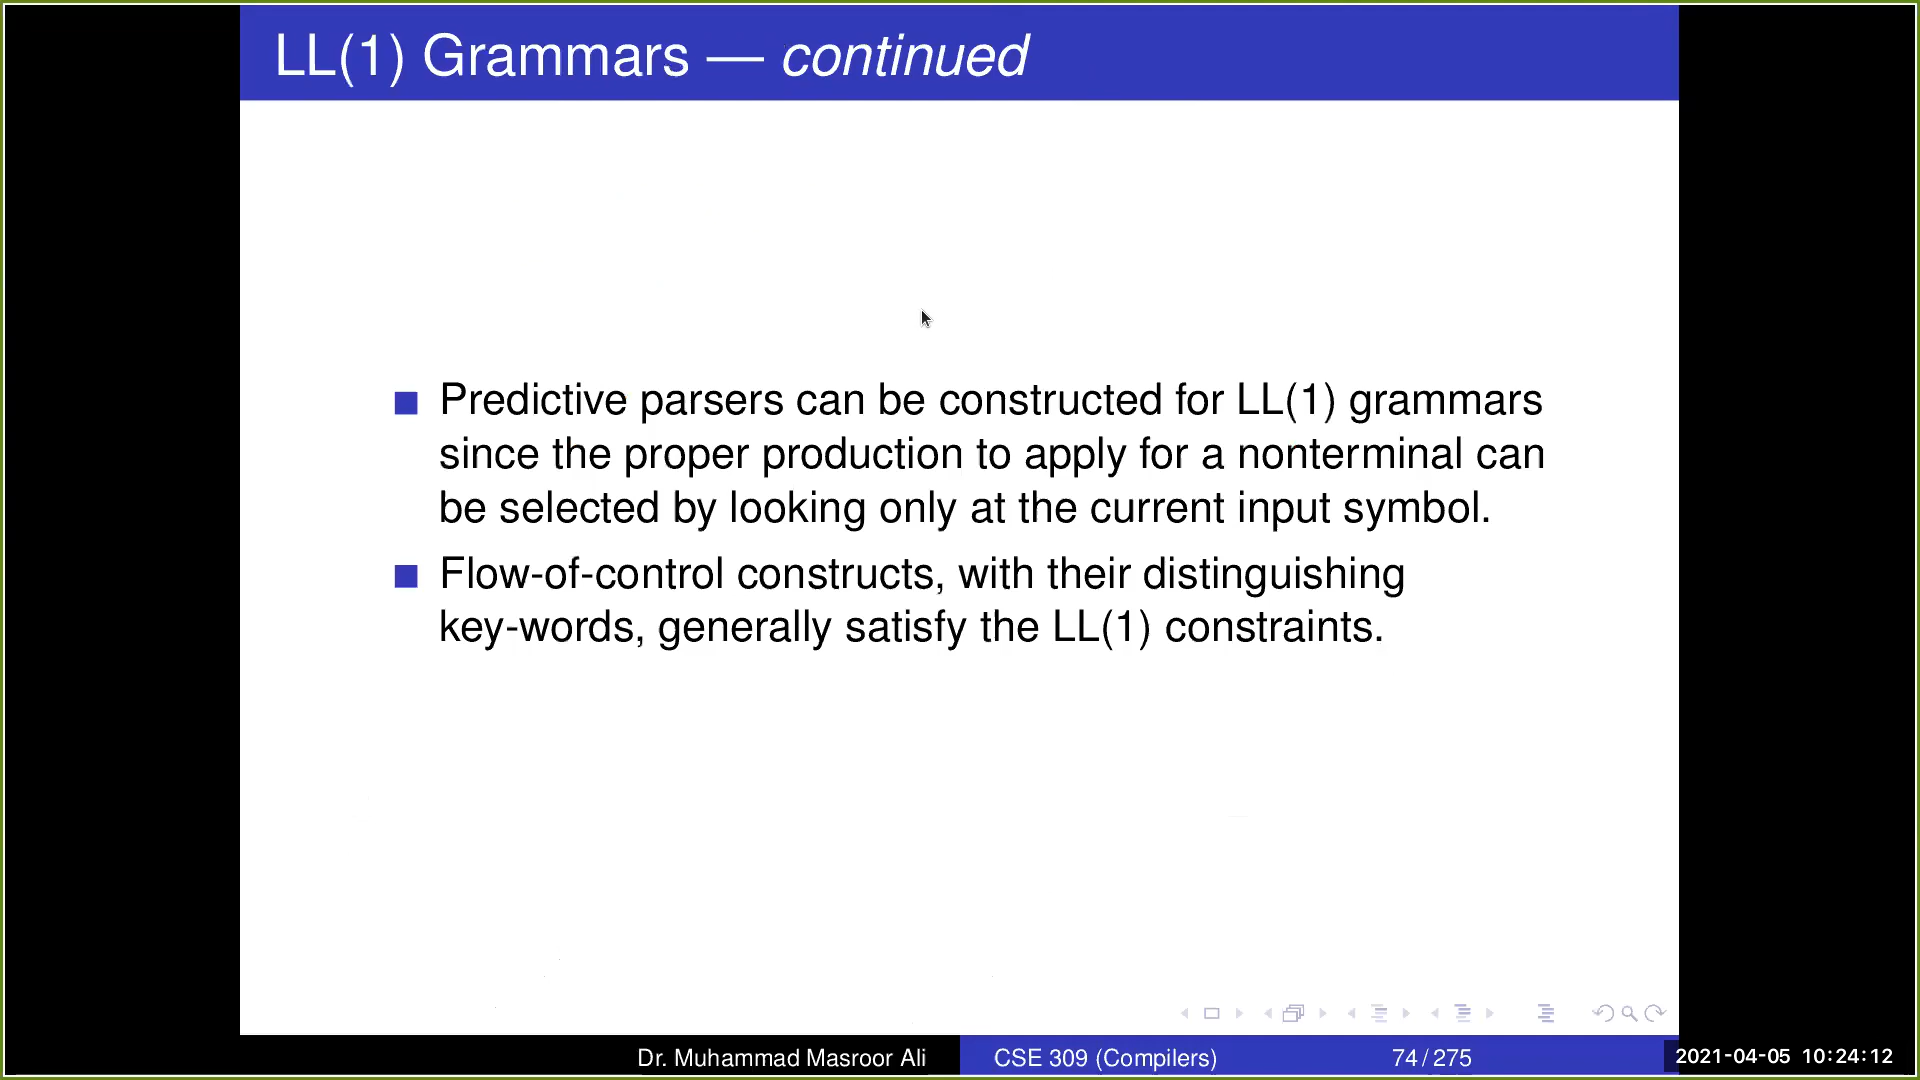 LL(1) Grammars — continued
Predictive parsers can be constructed for LL(1) grammars
since the proper production to apply for a nonterminal can
be selected by looking only at the current input symbol.
Flow-of-control constructs, with their distinguishing
key-words, generally satisfy the LL(1) constraints.
Dr. Muhammad Masroor Ali CSE 309 (Compilers) 74 / 275 2021-04-05 10:24:12